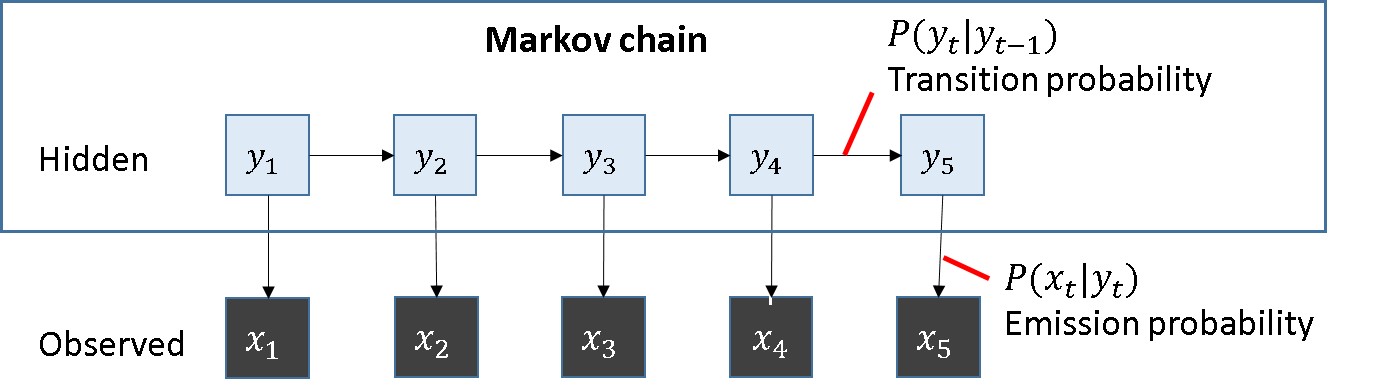 Markov chain
P(y_t|y_{t−1})
Transition probability
Hidden
y_1
y_2
y_3
y_4
y_5
P(x_t|y_t)
Emission probability
Observed
x_1
x_2
x_3
x_4
x_5